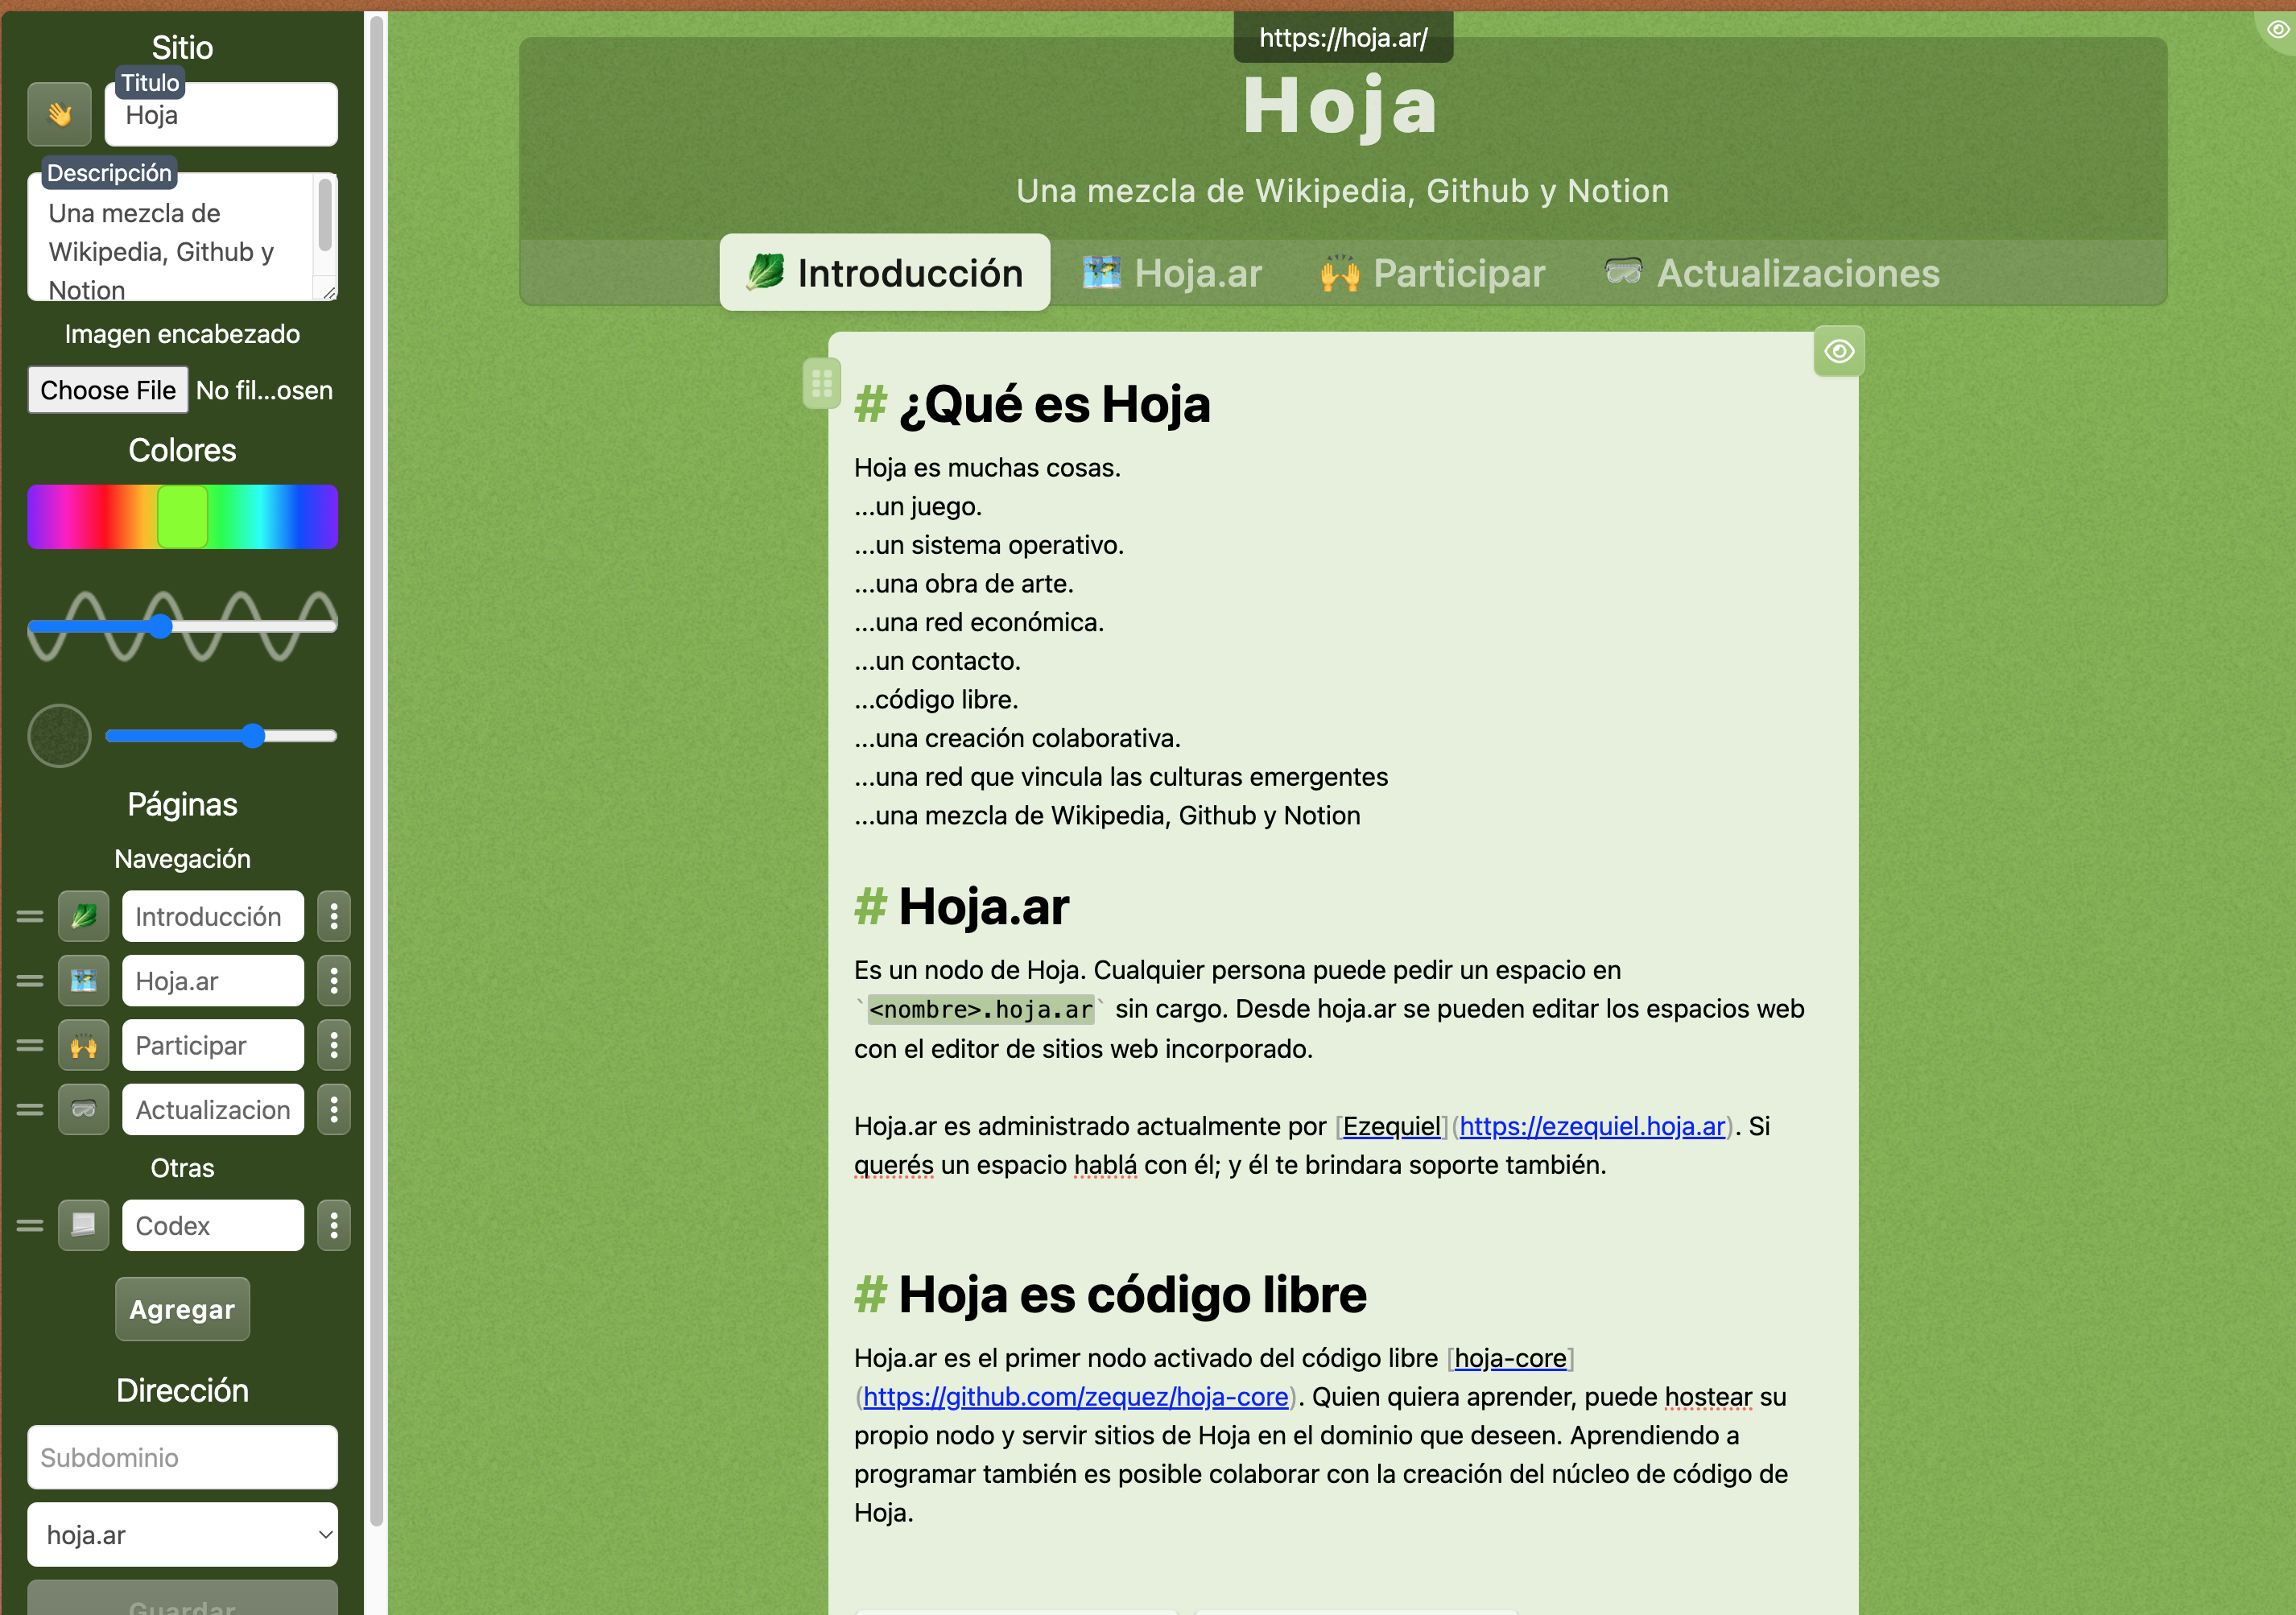 Sitio
Titulo
Hoja
Descripción
Una mezcla de
Wikipedia, Github y
Notion
Imagen encabezado
Choose File No fil...osen
Colores
Páginas
Navegación
Introducción
Hoja.ar
Participar
Actualizacion
Otras
Codex
Agregar
Dirección
Subdominio
hoja.ar
Guardar
https://hoja.ar/
Hoja
Una mezcla de Wikipedia, Github y Notion
Introducción Hoja.ar Participar Actualizaciones
# ¿Qué es Hoja
Hoja es muchas cosas.
...un juego.
...un sistema operativo.
...una obra de arte.
...una red económica.
...un contacto.
...código libre.
...una creación colaborativa.
...una red que vincula las culturas emergentes
...una mezcla de Wikipedia, Github y Notion
# Hoja.ar
Es un nodo de Hoja. Cualquier persona puede pedir un espacio en
`<nombre>.hoja.ar` sin cargo. Desde hoja.ar se pueden editar los espacios web
con el editor de sitios web incorporado.
Hoja.ar es administrado actualmente por [Ezequiel](https://ezequiel.hoja.ar). Si
querés un espacio hablá con él; y él te brindara soporte también.
# Hoja es código libre
Hoja.ar es el primer nodo activado del código libre [hoja-core]
(https://github.com/zequez/hoja-core). Quien quiera aprender, puede hostear su
propio nodo y servir sitios de Hoja en el dominio que deseen. Aprendiendo a
programar también es posible colaborar con la creación del núcleo de código de
Hoja.